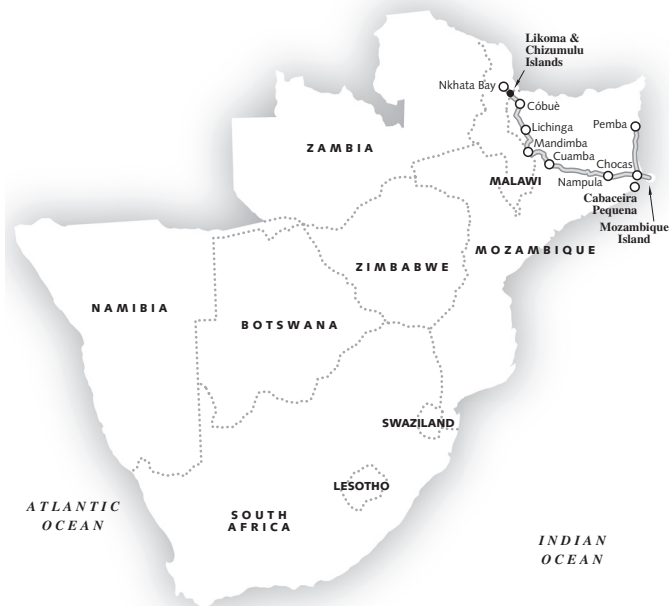 Likoma &
Chizumulu
Islands
Nkhata Bay
Cóbuè
Lichinga
Pemba
Mandimba
Cuamba
Chocas
ZAMBIA
MALAWI
Nampula
Cabaceira
Pequena
Mozambique
Island
MOZAMBIQUE
ZIMBABWE
NAMIBIA
BOTSWANA
SWAZILAND
LESOTHO
ATLANTIC
OCEAN
SOUTH
AFRICA
INDIAN
OCEAN